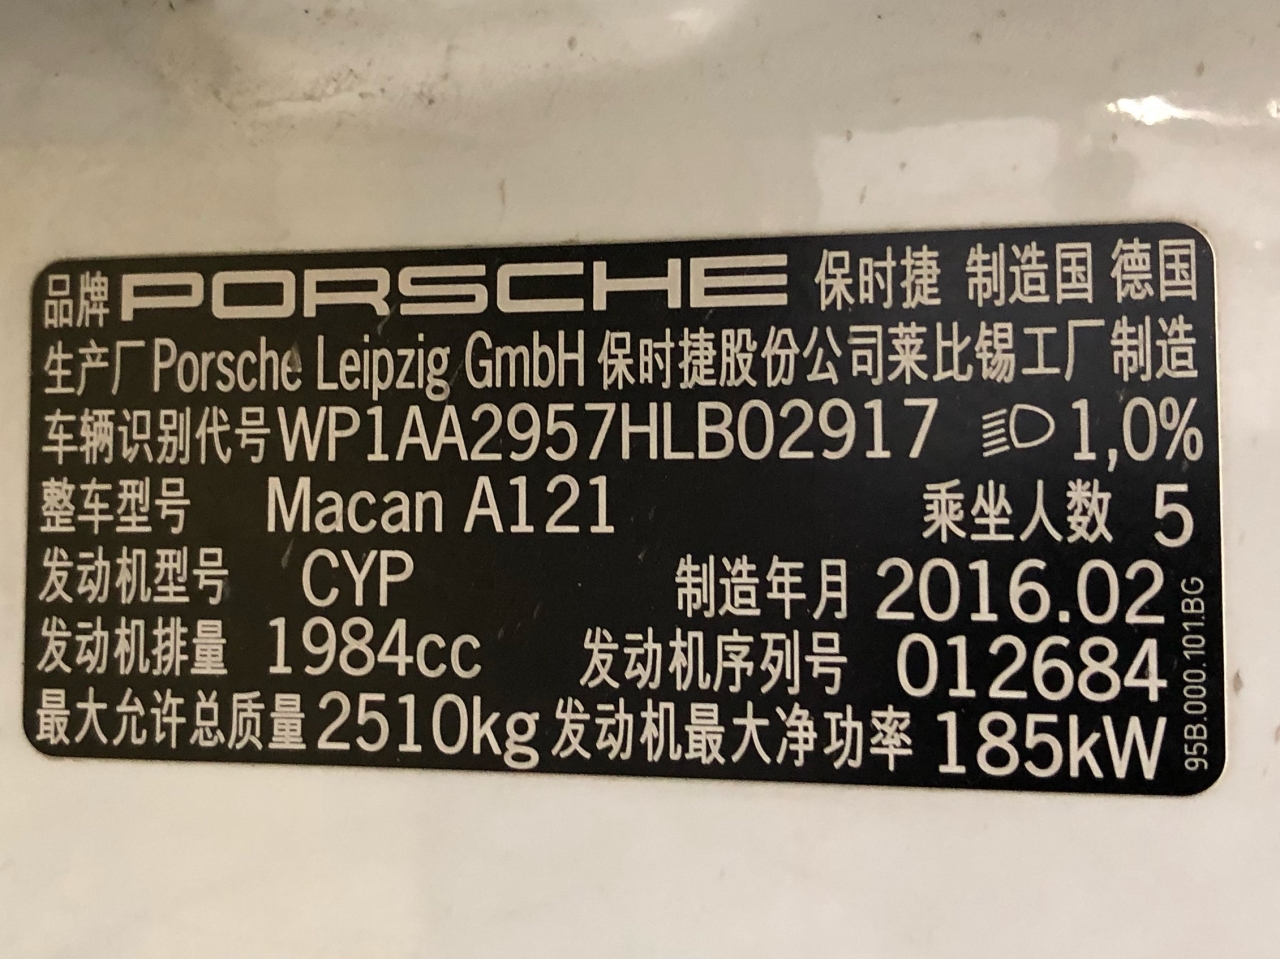 品牌 PORSCHE 保时捷 制造国 德国
生产厂 Porsche Leipzig GmbH 保时捷股份公司莱比锡工厂制造
车辆识别代号 WP1AA2957HLB02917 1,0%
整车型号 Macan A121 乘坐人数 5
发动机型号 CYP 制造年月 2016.02
发动机排量 1984cc 发动机序列号 012684
最大允许总质量 2510kg 发动机最大净功率 185kW
95B.000.101.BG